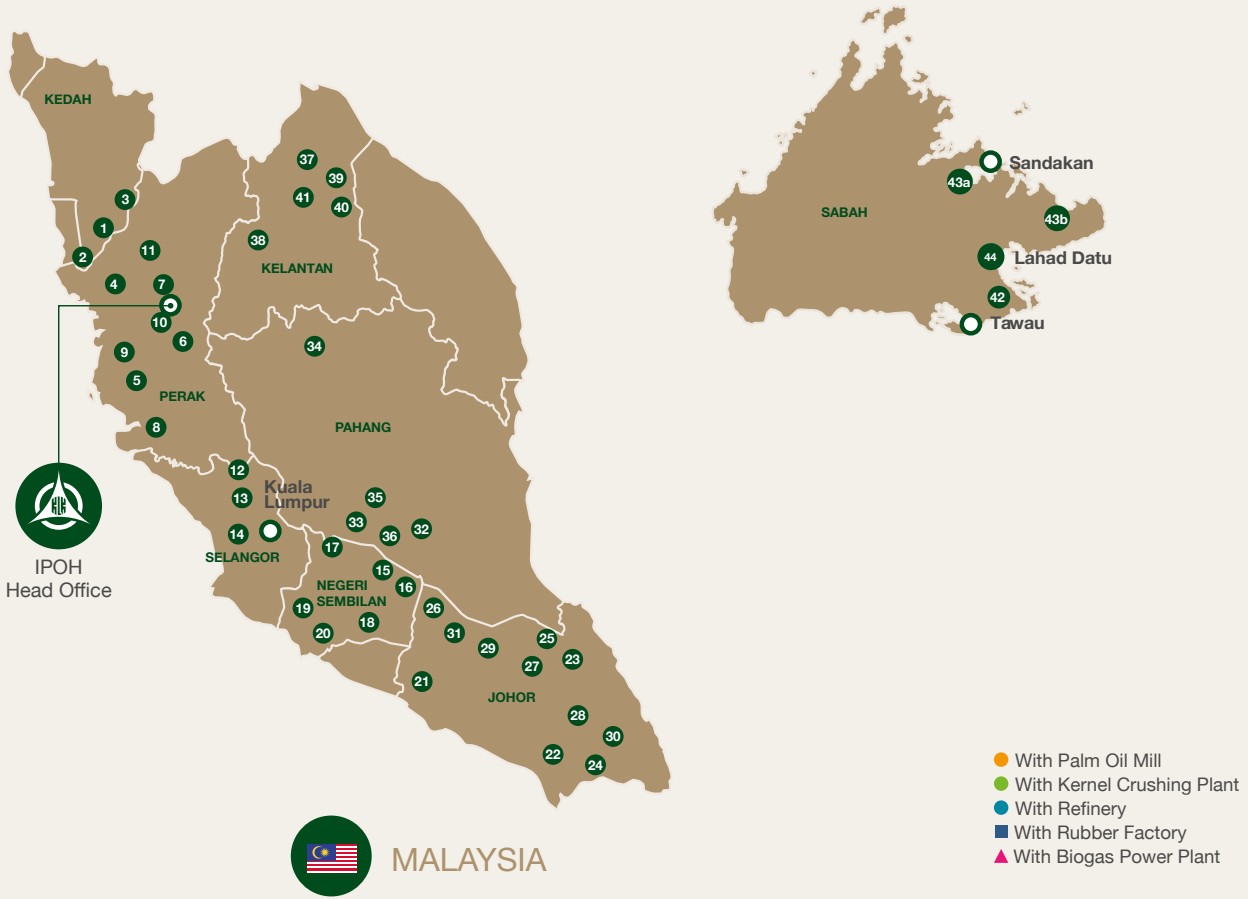 KEDAH
3
1
2
11
4
7
10
6
9
5
PERAK
8
37
39
41
40
38
KELANTAN
34
PAHANG
12
13
Kuala
Lumpur
14
SELANGOR
35
33
36
32
17
15
16
NEGERI
SEMBILAN
19
18
20
26
31
29
25
23
27
21
JOHOR
28
30
22
24
KLK
IPOH
Head Office
Sandakan
43a
SABAH
43b
44
Lahad Datu
42
Tawau
With Palm Oil Mill
With Kernel Crushing Plant
With Refinery
With Rubber Factory
With Biogas Power Plant
MALAYSIA